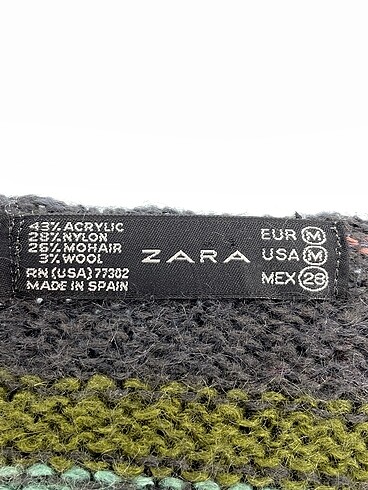 43% ACRYLIC
28% NYLON
26% MOHAIR
3% WOOL
RN (USA) 77302
MADE IN SPAIN
ZARA
EUR M
USA M
MEX 28